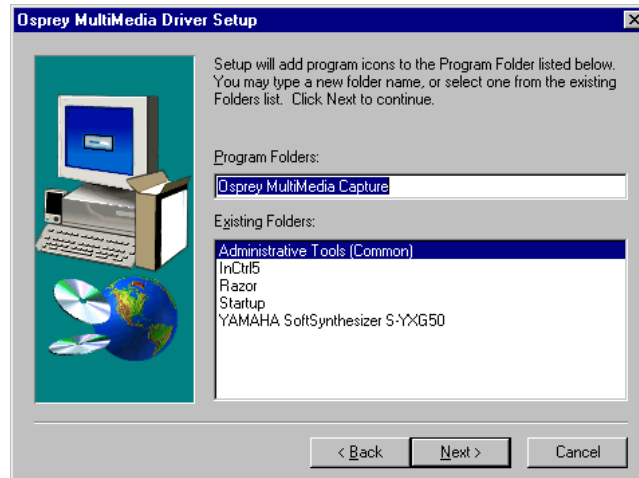 Osprey MultiMedia Driver Setup
Setup will add program icons to the Program Folder listed below.
You may type a new folder name, or select one from the existing
Folders list. Click Next to continue.
Program Folders:
Osprey MultiMedia Capture
Existing Folders:
Administrative Tools (Common)
InCtrl5
Razor
Startup
YAMAHA SoftSynthesizer S-YXG50
< Back
Next >
Cancel